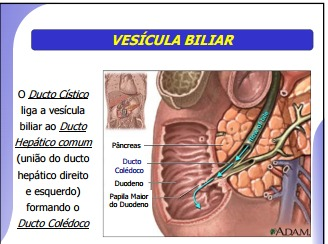 VESÍCULA BILIAR
O Ducto Cístico
liga a vesícula
biliar ao Ducto
Hepático comum
(união do ducto
hepático direito
e esquerdo)
formando o
Ducto Colédoco
Pâncreas
Ducto
Colédoco
Duodeno
Papila Maior
do Duodeno
ADAM